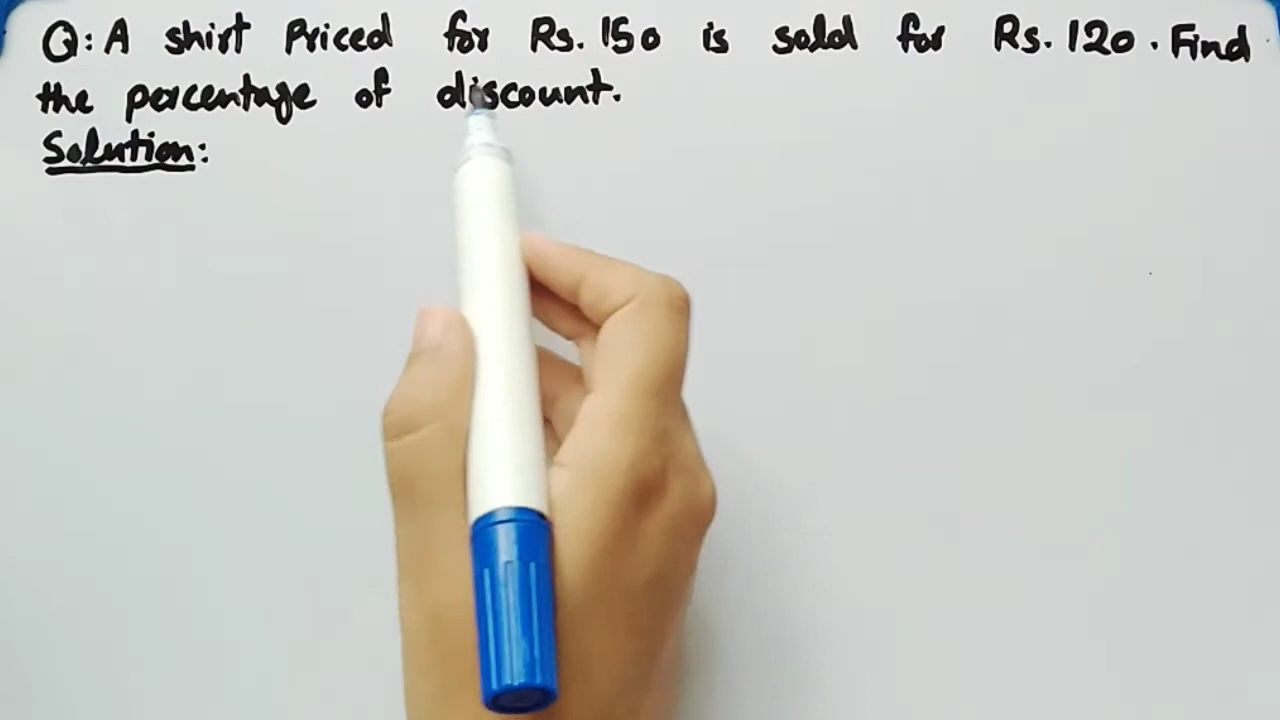 Q: A shirt Priced for Rs. 150 is sold for Rs. 120. Find
the percentage of discount.
Solution: